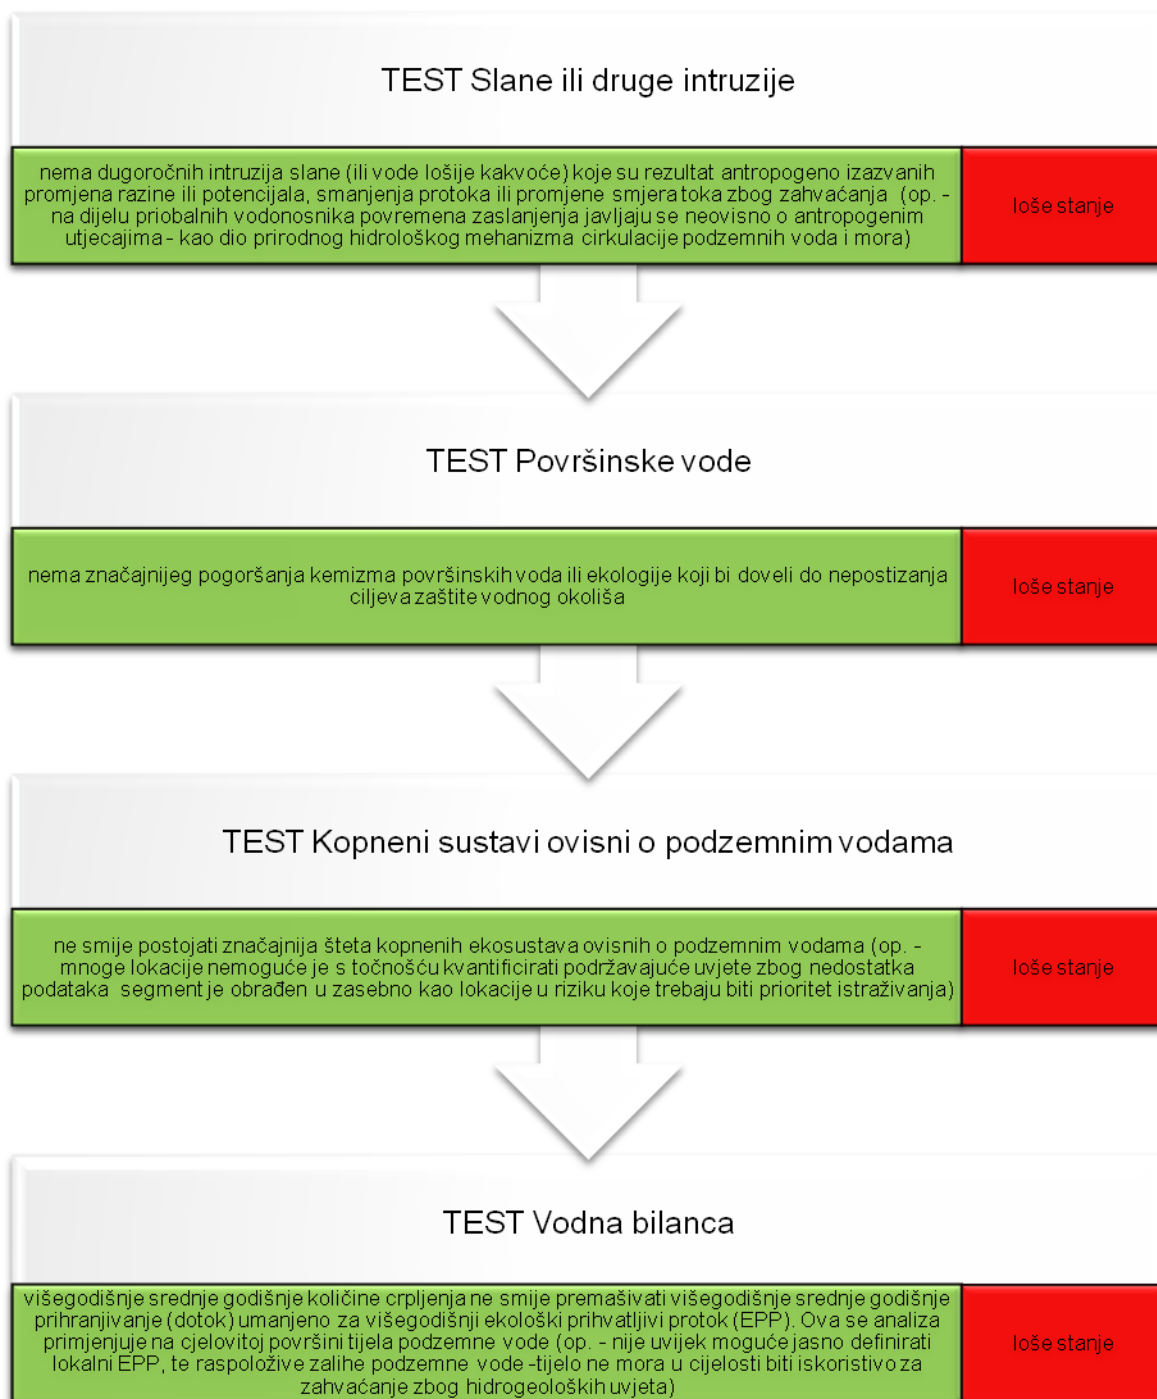 TEST Slane ili druge intruzije
nema dugoročnih intruzija slane (ili vode lošije kakvoće) koje su rezultat antropogeno izazvanih
promjena razine ili potencijala, smanjenja protoka ili promjene smjera toka zbog zahvaćanja (op. -
na dijelu priobalnih vodonosnika povremena zaslanjenja javljaju se neovisno o antropogenim
utjecajima - kao dio prirodnog hidrološkog mehanizma cirkulacije podzemnih voda i mora)
loše stanje
TEST Površinske vode
nema značajnijeg pogoršanja kemizma površinskih voda ili ekologije koji bi doveli do nepostizanja
ciljeva zaštite vodnog okoliša
loše stanje
TEST Kopneni sustavi ovisni o podzemnim vodama
ne smije postojati značajnija šteta kopnenih ekosustava ovisnih o podzemnim vodama (op. -
mnoge lokacije nemoguće je s točnošću kvantificirati podržavajuće uvjete zbog nedostatka
podataka segment je obrađen u zasebno kao lokacije u riziku koje trebaju biti prioritet istraživanja)
loše stanje
TEST Vodna bilanca
višegodišnje srednje godišnje količine crpljenja ne smije premašivati višegodišnje srednje godišnje
prihranjivanje (dotok) umanjeno za višegodišnji ekološki prihvatljivi protok (EPP). Ova se analiza
primjenjuje na cjelovitoj površini tijela podzemne vode (op. - nije uvijek moguće jasno definirati
lokalni EPP, te raspoložive zalihe podzemne vode -tijelo ne mora u cijelosti biti iskoristivo za
zahvaćanje zbog hidrogeoloških uvjeta)
loše stanje